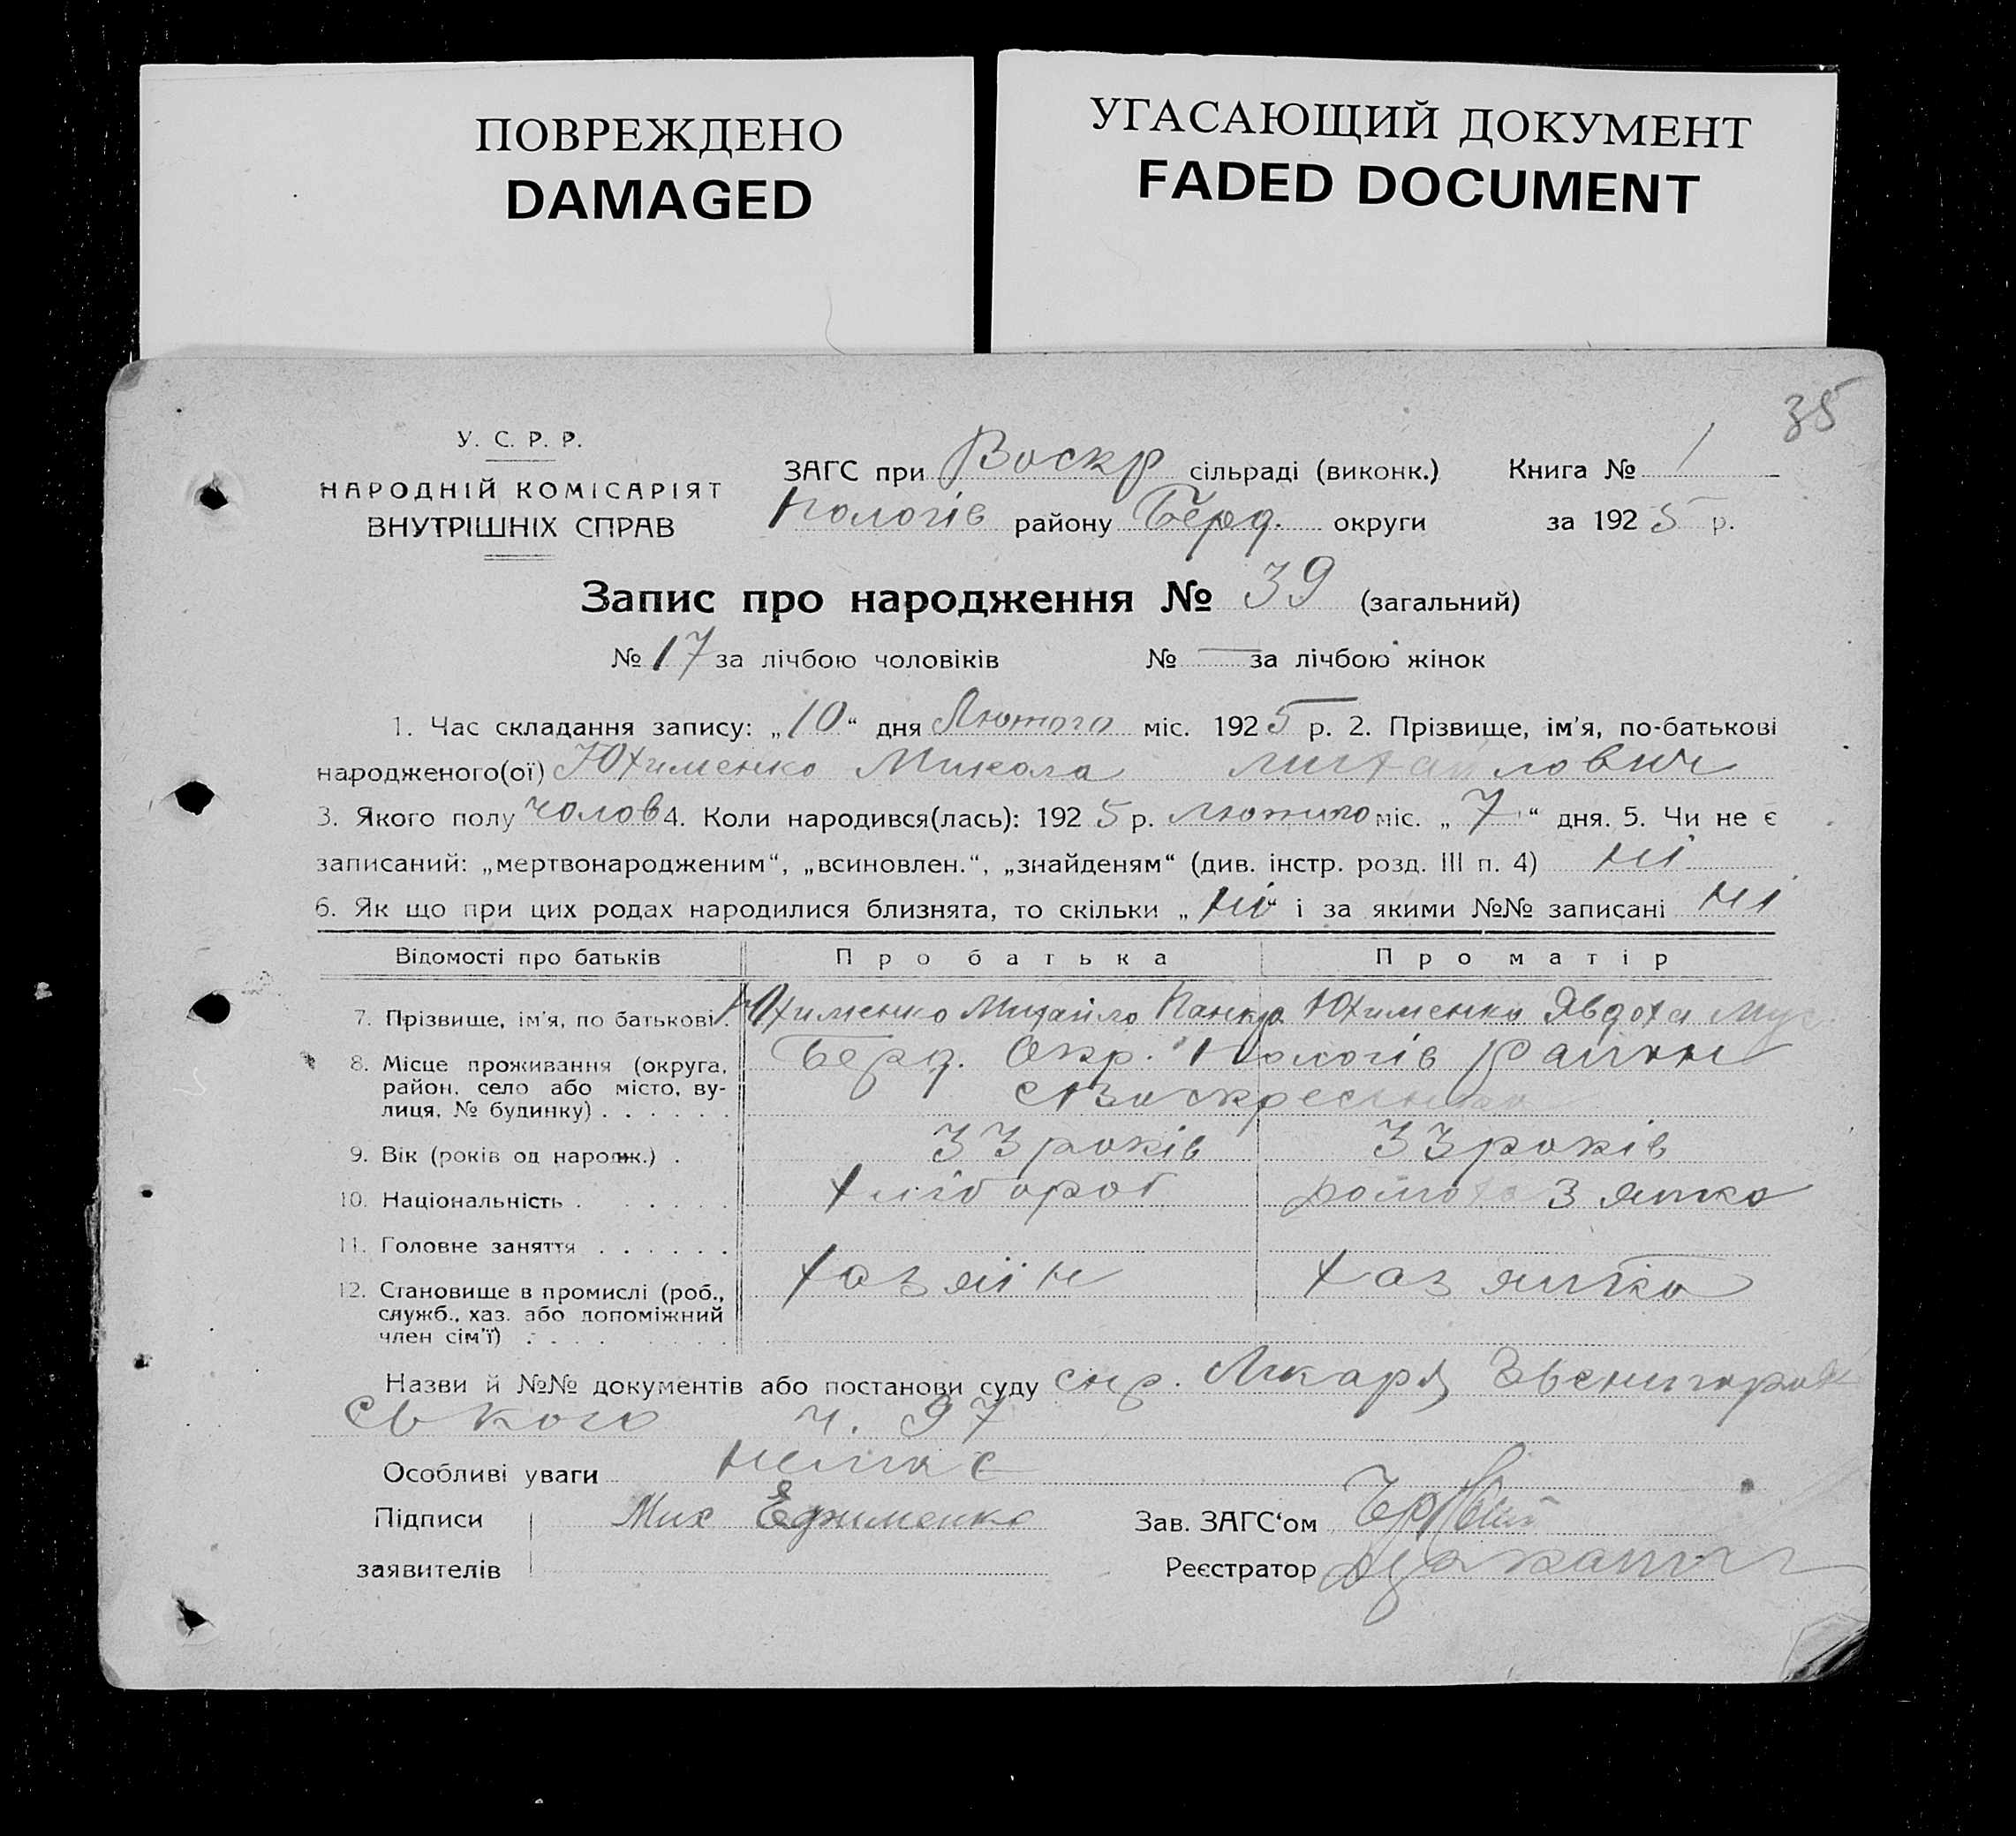 ПОВРЕЖДЕНО
DAMAGED
УГАСАЮЩИЙ ДОКУМЕНТ
FADED DOCUMENT
35
У. С. Р. Р.
НАРОДНІЙ КОМІСАРІЯТ
ВНУТРІШНІХ СПРАВ
ЗАГС при Воскр сільраді (виконк.) Книга № 1
Пологів району Берд. округи за 1925 р.
Запис про народження № 39 (загальний)
№ 17 за лічбою чоловіків № — за лічбою жінок
1. Час складання запису: „10“ дня Лютого міс. 1925 р. 2. Прізвище, ім'я, по-батькові
народженого(ої) Юхименко Микола Михайлович
3. Якого полу чолов 4. Коли народився(лась): 1925 р. лютого міс. „7“ дня. 5. Чи не є
записаний: „мертвонародженим“, „всиновлен.“, „знайденям“ (див. інстр. розд. III п. 4) ні
6. Як що при цих родах народилися близнята, то скільки „ні“ і за якими №№ записані ні
Відомості про батьків Про батька Про матір
7. Прізвище, ім'я, по батькові. Юхименко Михайло Панкр Юхименко Явдоха Мус
8. Місце проживання (округа, район, село або місто, вулиця, № будинку) . . . . . . Берд. Окр. Пологів район
с Воскресенка
9. Вік (років од народж.) . 33 років 33 років
10. Національність . . . . . . хлібороб з ямка
11. Головне заняття . . . . . .
12. Становище в промислі (роб., хазяїн хазяйка
служб., хаз. або допоміжний
член сім'ї) . . . .
Назви й №№ документів або постанови суду спр. Лікаря Звенигород
ського ч. 97
Особливі уваги немає
Підписи Мих Ефименко Зав. ЗАГС‘ом
заявителів Реєстратор